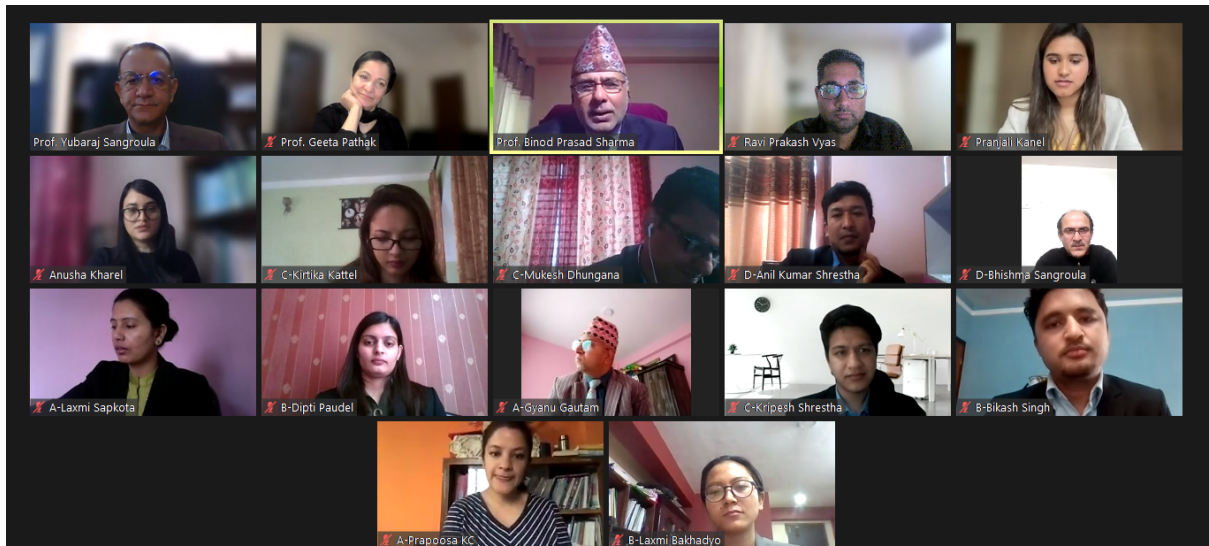 Prof. Yubaraj Sangroula
Prof. Geeta Pathak
Prof. Binod Prasad Sharma
Ravi Prakash Vyas
Pranjali Kanel
Anusha Kharel
C-Kirtika Kattel
C-Mukesh Dhungana
D-Anil Kumar Shrestha
D-Bhishma Sangroula
A-Laxmi Sapkota
B-Dipti Paudel
A-Gyanu Gautam
C-Kripesh Shrestha
B-Bikash Singh
A-Prapoosa KC
B-Laxmi Bakhadyo